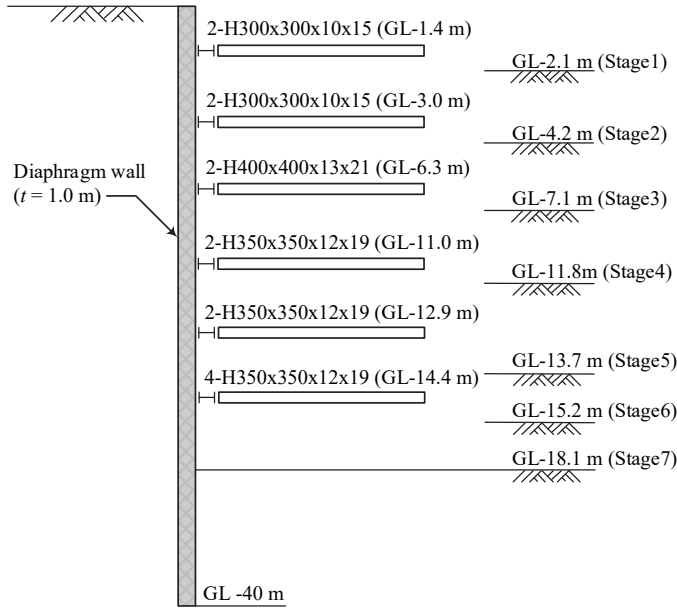 2-H300x300x10x15 (GL-1.4 m)
GL-2.1 m (Stage1)
2-H300x300x10x15 (GL-3.0 m)
GL-4.2 m (Stage2)
Diaphragm wall
(t = 1.0 m)
2-H400x400x13x21 (GL-6.3 m)
GL-7.1 m (Stage3)
2-H350x350x12x19 (GL-11.0 m)
GL-11.8m (Stage4)
2-H350x350x12x19 (GL-12.9 m)
GL-13.7 m (Stage5)
4-H350x350x12x19 (GL-14.4 m)
GL-15.2 m (Stage6)
GL-18.1 m (Stage7)
GL -40 m